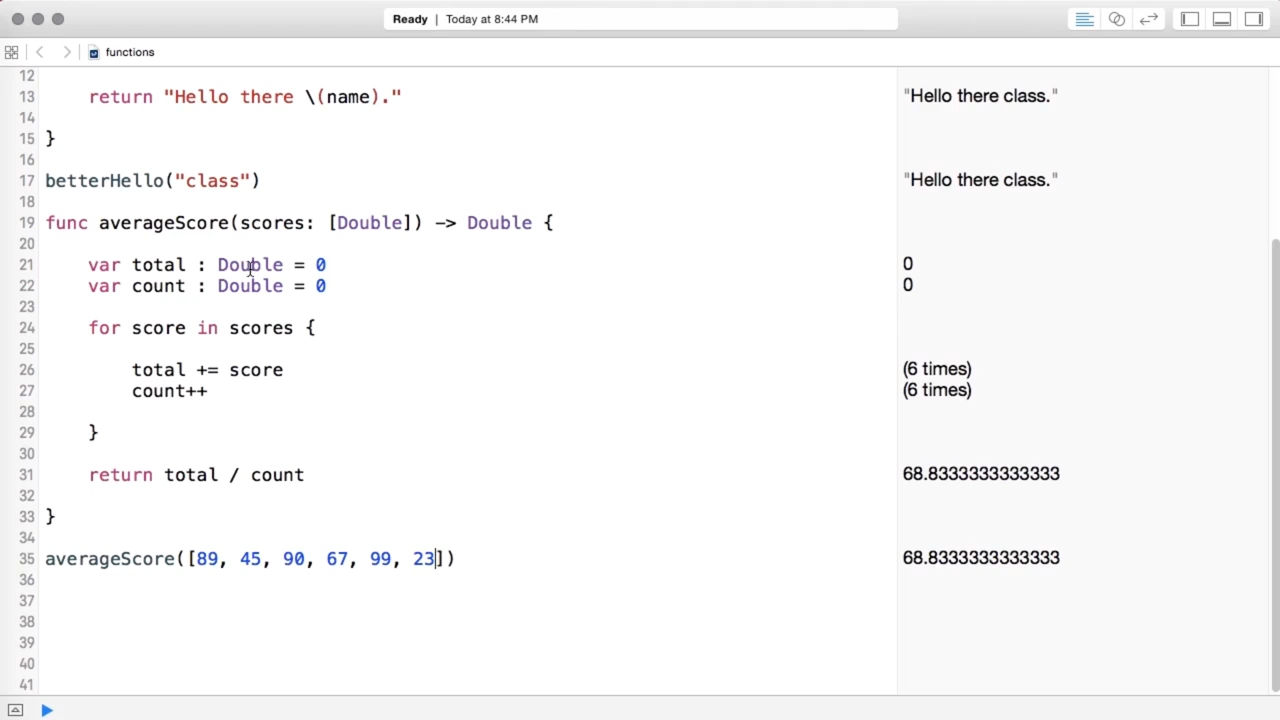 Ready | Today at 8:44 PM
functions
12
13 return "Hello there \(name)." "Hello there class."
14
15 }
16
17 betterHello("class") "Hello there class."
18
19 func averageScore(scores: [Double]) -> Double {
20
21 var total : Double = 0 0
22 var count : Double = 0 0
23
24 for score in scores {
25
26 total += score (6 times)
27 count++ (6 times)
28
29 }
30
31 return total / count 68.8333333333333
32
33 }
34
35 averageScore([89, 45, 90, 67, 99, 23]) 68.8333333333333
36
37
38
39
40
41